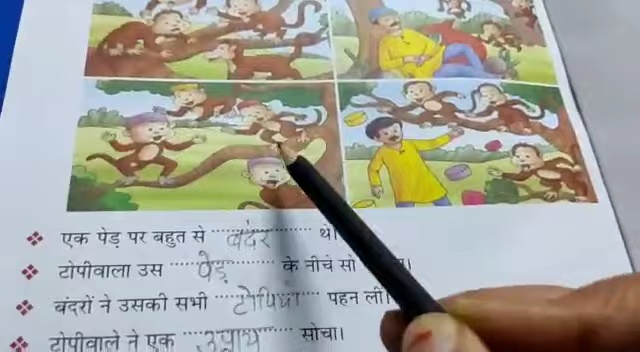 एक पेड़ पर बहुत से बंदर थे।
टोपीवाला उस पेड़ के नीचे सो
बंदरों ने उसकी सभी टोपियाँ पहन लीं।
टोपीवाले ने एक उपाय सोचा।